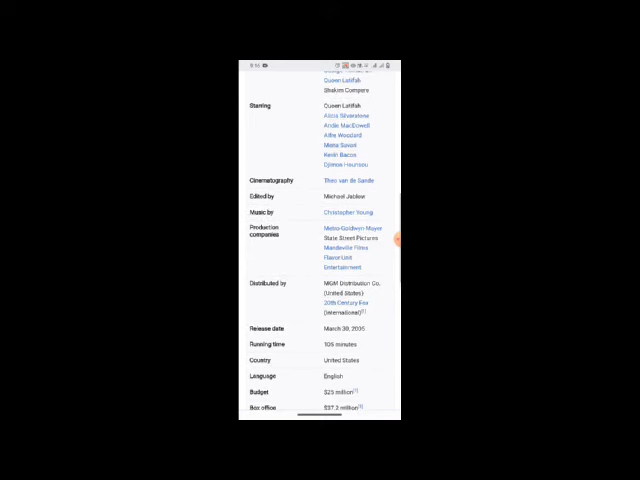 Queen Latifah
Shakim Compere
Starring
Queen Latifah
Alicia Silverstone
Andie MacDowell
Alfre Woodard
Mena Suvari
Kevin Bacon
Djimon Hounsou
Cinematography
Theo van de Sande
Edited by
Michael Jablow
Music by
Christopher Young
Production
companies
Metro-Goldwyn-Mayer
State Street Pictures
Mandeville Films
Flavor Unit
Entertainment
Distributed by
MGM Distribution Co.
(United States)
20th Century Fox
(International)[1]
Release date
March 30, 2005
Running time
105 minutes
Country
United States
Language
English
Budget
$25 million[1]
Box office
$37.2 million[1]